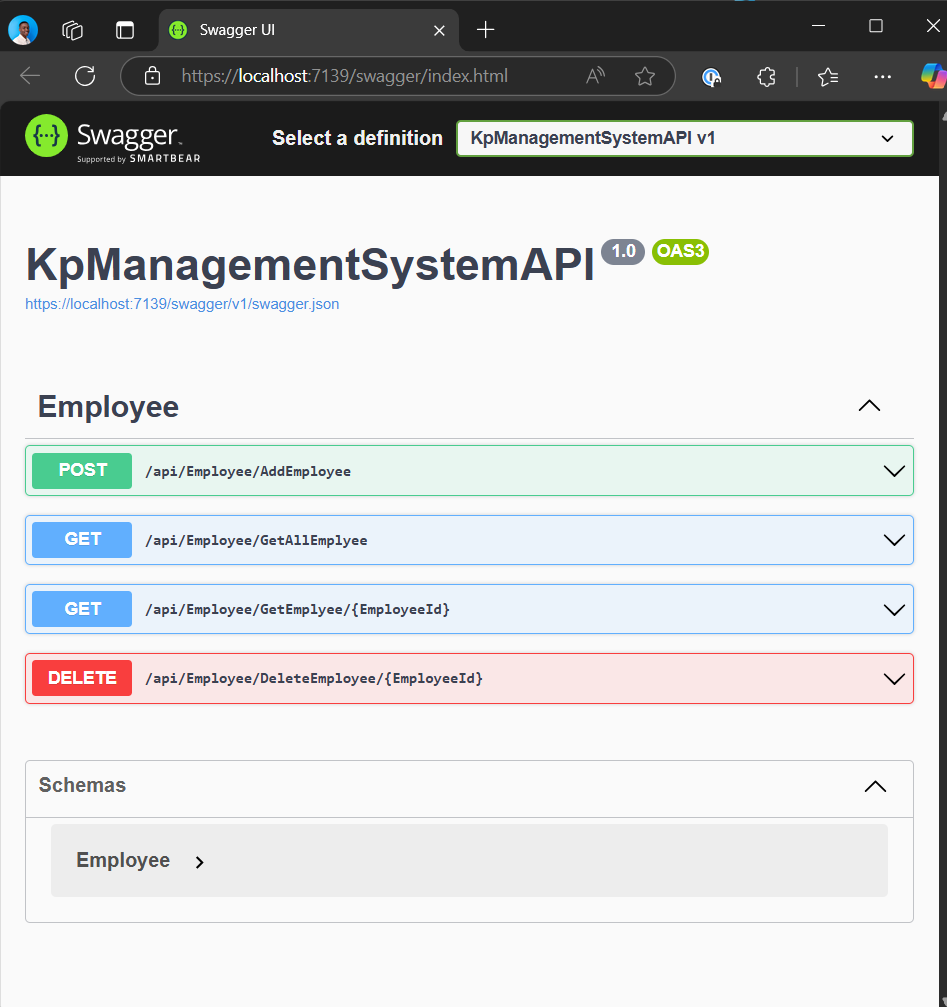 Swagger UI
https://localhost:7139/swagger/index.html
Swagger
Supported by SMARTBEAR
Select a definition
KpManagementSystemAPI v1
KpManagementSystemAPI 1.0 OAS3
https://localhost:7139/swagger/v1/swagger.json
Employee
POST /api/Employee/AddEmployee
GET /api/Employee/GetAllEmplyee
GET /api/Employee/GetEmplyee/{EmployeeId}
DELETE /api/Employee/DeleteEmployee/{EmployeeId}
Schemas
Employee